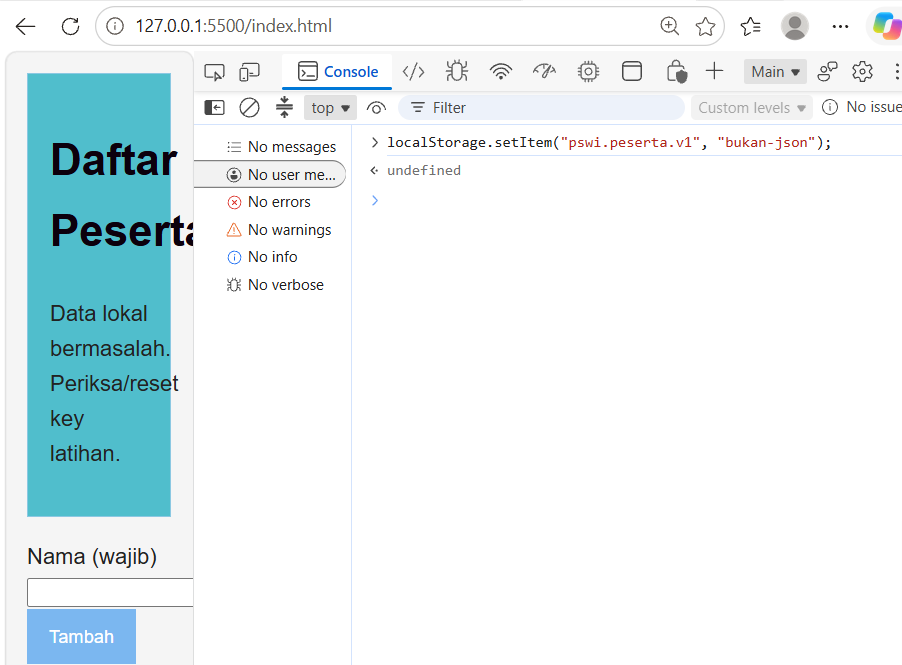 127.0.0.1:5500/index.html
Console
Main
top
Filter
Custom levels
No issue
Daftar
Peserta
Data lokal
bermasalah.
Periksa/reset
key
latihan.
Nama (wajib)
Tambah
No messages
No user me...
No errors
No warnings
No info
No verbose
localStorage.setItem("pswi.peserta.v1", "bukan-json");
undefined